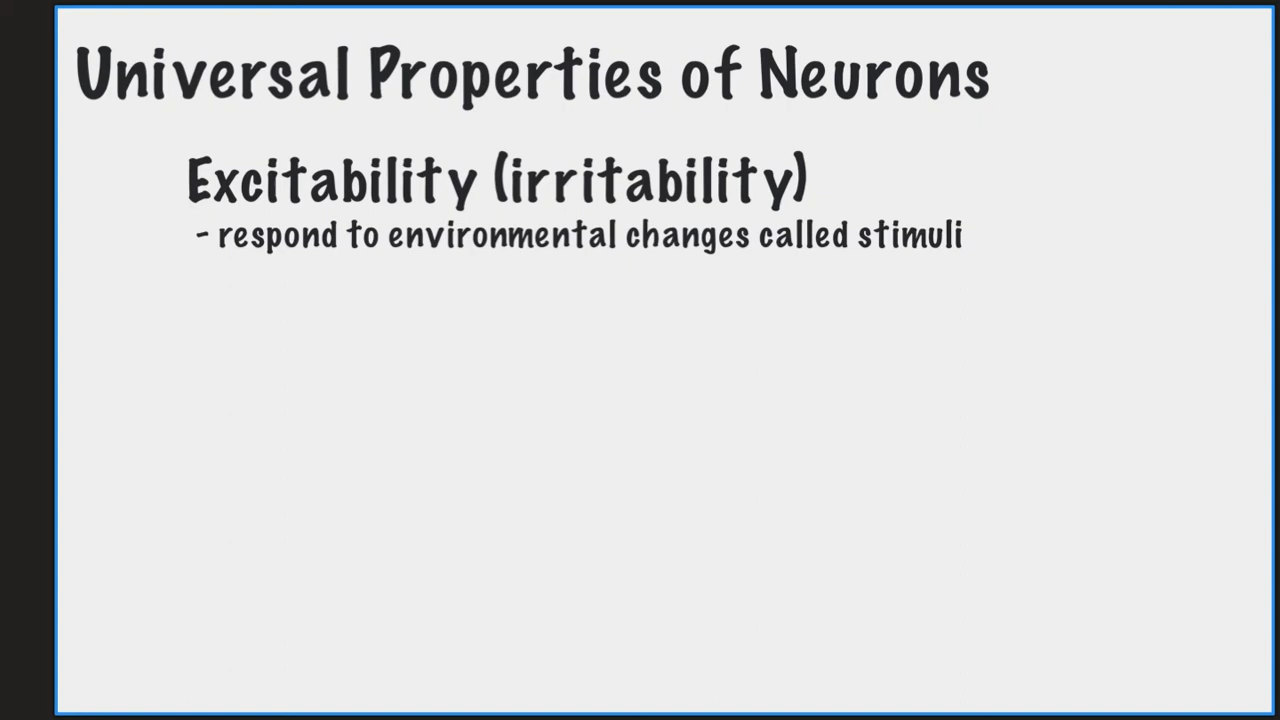 Universal Properties of Neurons
Excitability (irritability)
- respond to environmental changes called stimuli